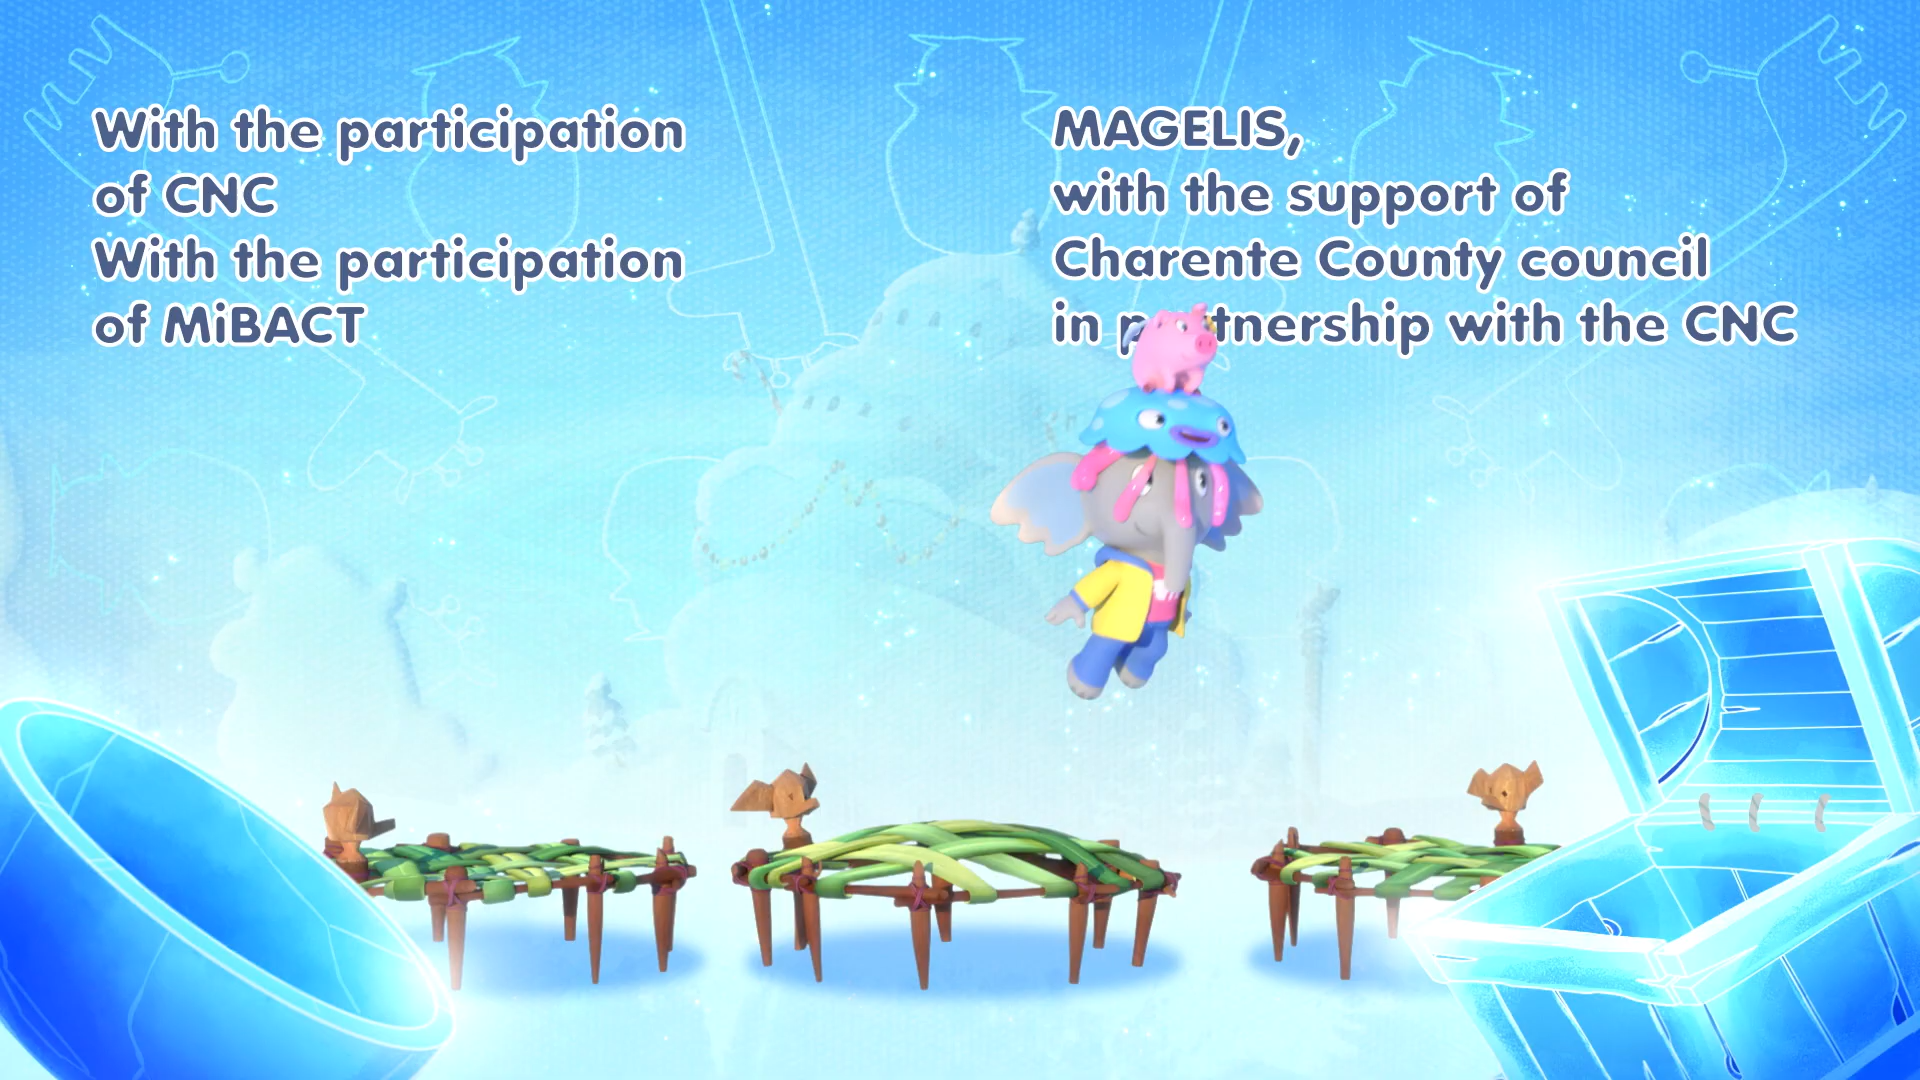 With the participation
of CNC
With the participation
of MiBACT
MAGELIS,
with the support of
Charente County council
in partnership with the CNC